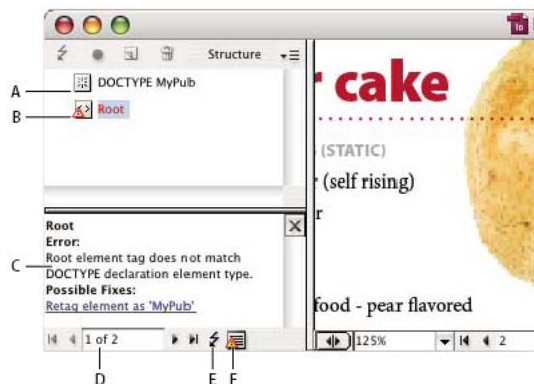 Structure
A
DOCTYPE MyPub
B
Root
r cake
(STATIC)
r (self rising)
r
food - pear flavored
Root
Error:
C
Root element tag does not match
DOCTYPE declaration element type.
Possible Fixes:
Retag element as 'MyPub'
1 of 2
125%
2
D
E
F